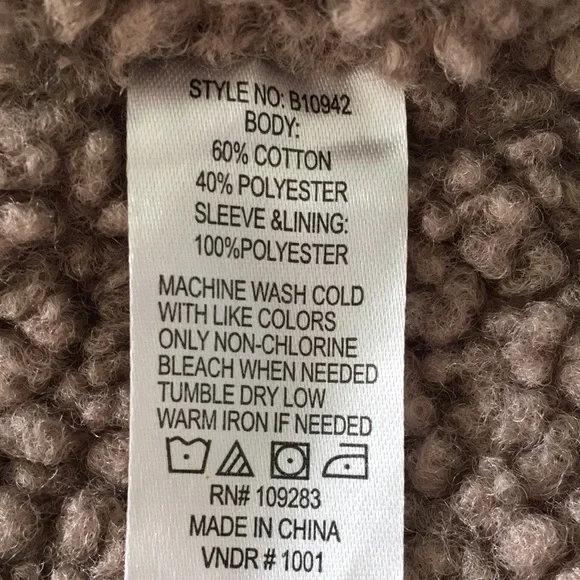 STYLE NO: B10942
BODY:
60% COTTON
40% POLYESTER
SLEEVE &LINING:
100%POLYESTER
MACHINE WASH COLD
WITH LIKE COLORS
ONLY NON-CHLORINE
BLEACH WHEN NEEDED
TUMBLE DRY LOW
WARM IRON IF NEEDED
RN# 109283
MADE IN CHINA
VNDR # 1001